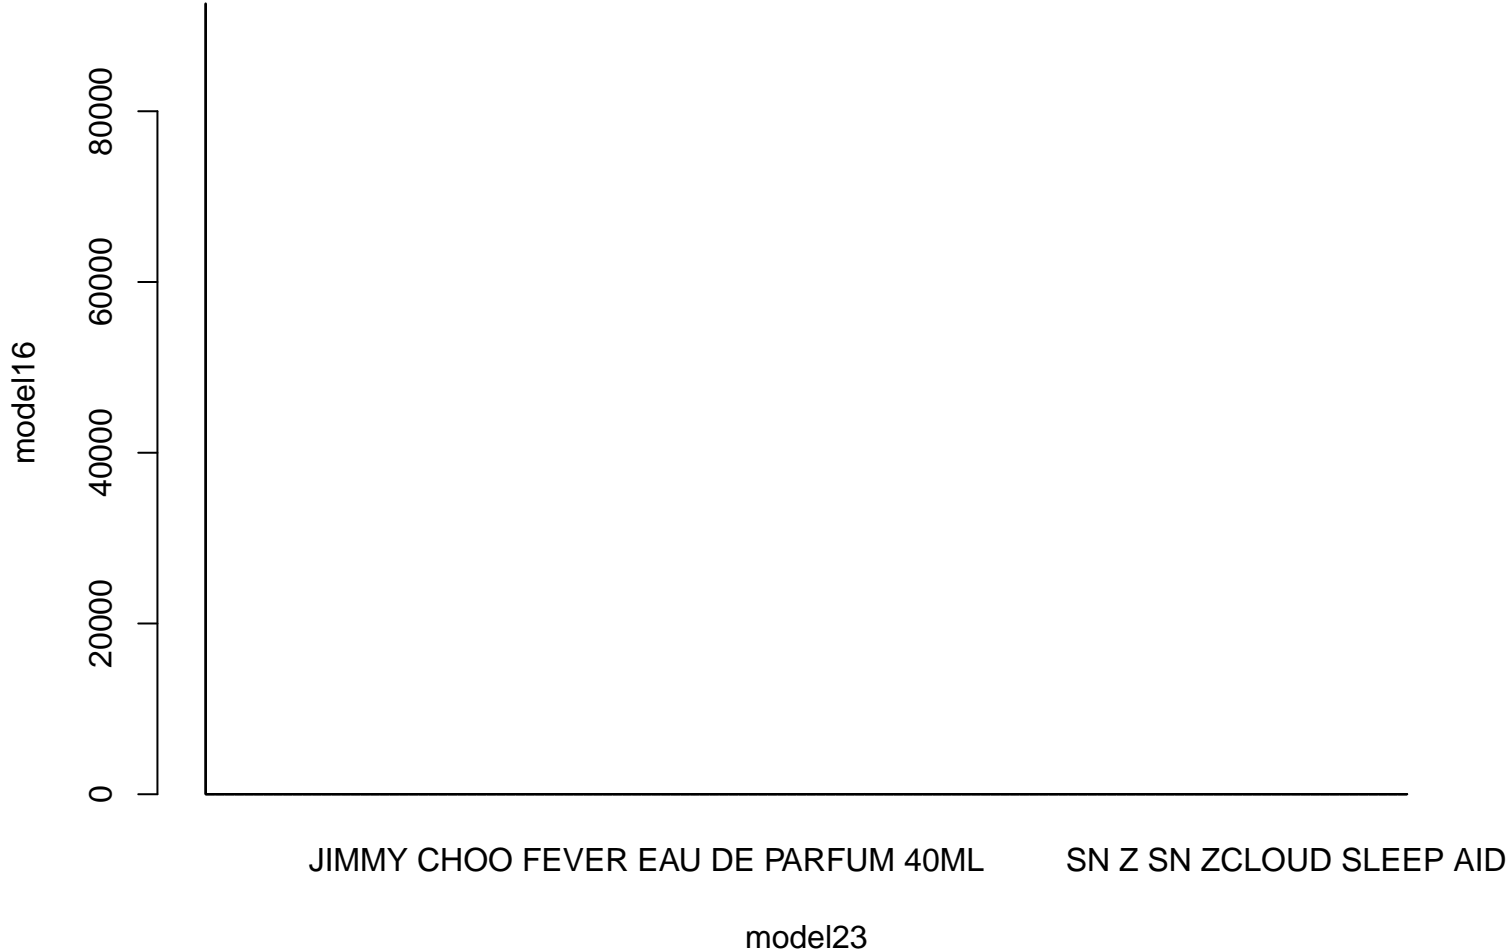 80000
60000
40000
20000
0
model16
JIMMY CHOO FEVER EAU DE PARFUM 40ML
SN Z SN ZCLOUD SLEEP AID
model23